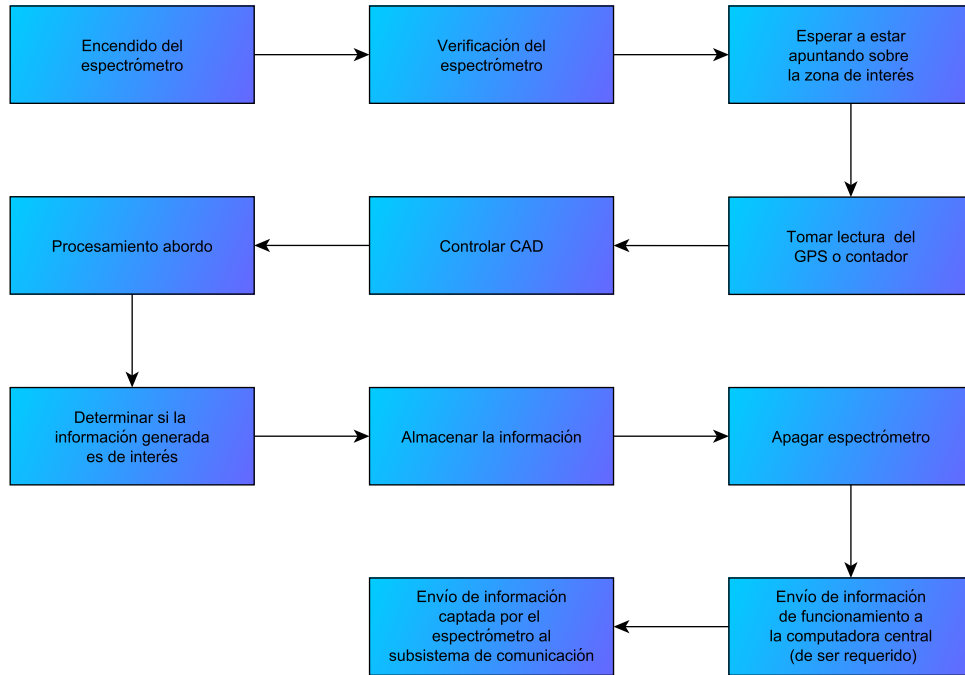 Encendido del
espectrómetro
Verificación del
espectrómetro
Esperar a estar
apuntando sobre
la zona de interés
Tomar lectura del
GPS o contador
Controlar CAD
Procesamiento abordo
Determinar si la
información generada
es de interés
Almacenar la información
Apagar espectrómetro
Envío de información
de funcionamiento a
la computadora central
(de ser requerido)
Envío de información
captada por el
espectrómetro al
subsistema de comunicación